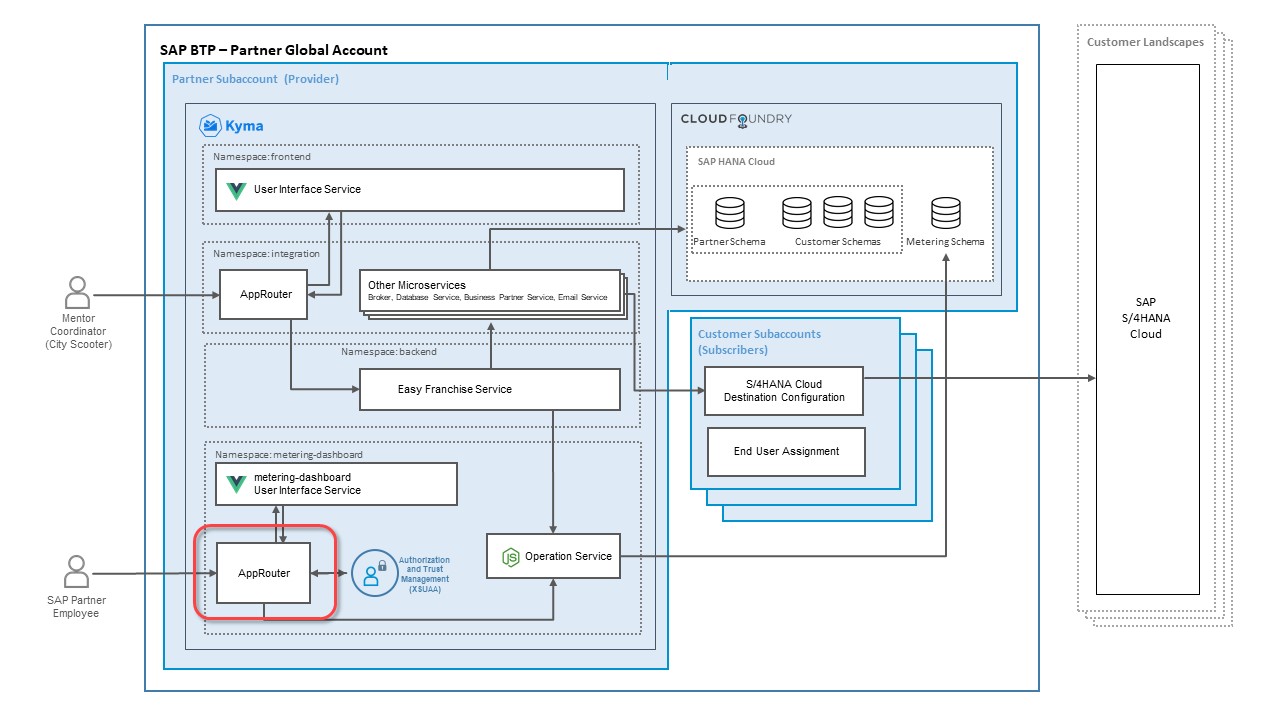 SAP BTP – Partner Global Account
Customer Landscapes
Partner Subaccount (Provider)
Kyma
CLOUD FOUNDRY
Namespace: frontend
User Interface Service
SAP HANA Cloud
Partner Schema
Customer Schemas
Metering Schema
Namespace: integration
AppRouter
Other Microservices
Broker, Database Service, Business Partner Service, Email Service
Mentor
Coordinator
(City Scooter)
SAP
S/4HANA
Cloud
Namespace: backend
Easy Franchise Service
Customer Subaccounts
(Subscribers)
S/4HANA Cloud
Destination Configuration
End User Assignment
Namespace: metering-dashboard
metering-dashboard
User Interface Service
AppRouter
Authorization
and Trust
Management
(XSUAA)
JS
Operation Service
SAP Partner
Employee